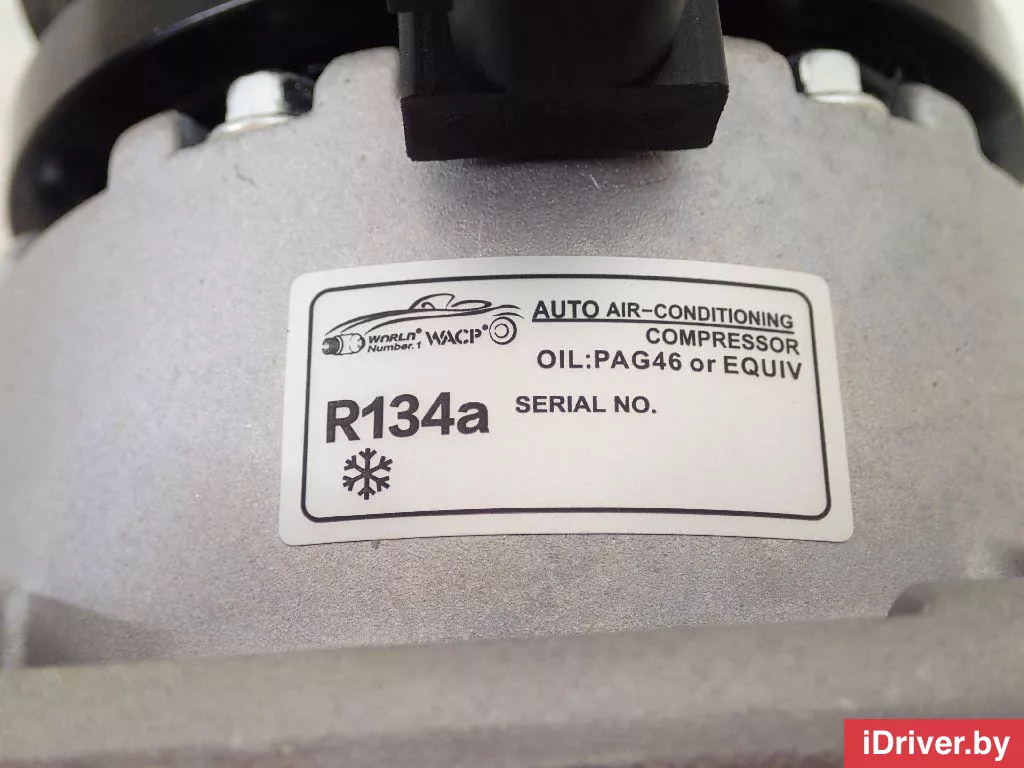 WORLD®
Number.1
WACP®
AUTO AIR-CONDITIONING
COMPRESSOR
OIL:PAG46 or EQUIV
R134a
SERIAL NO.
iDriver.by